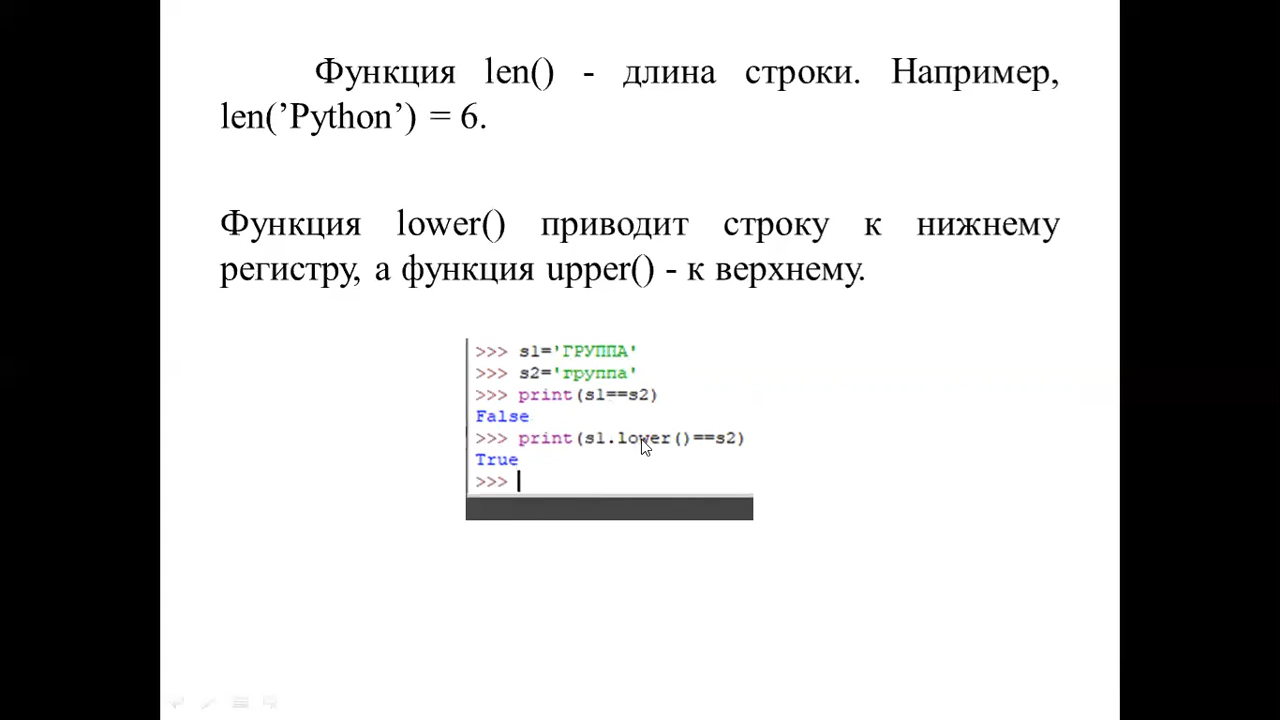 Функция len() - длина строки. Например,
len(’Python’) = 6.
Функция lower() приводит строку к нижнему
регистру, а функция upper() - к верхнему.
>>> s1='ГРУППА'
>>> s2='группа'
>>> print(s1==s2)
False
>>> print(s1.lower()==s2)
True
>>>